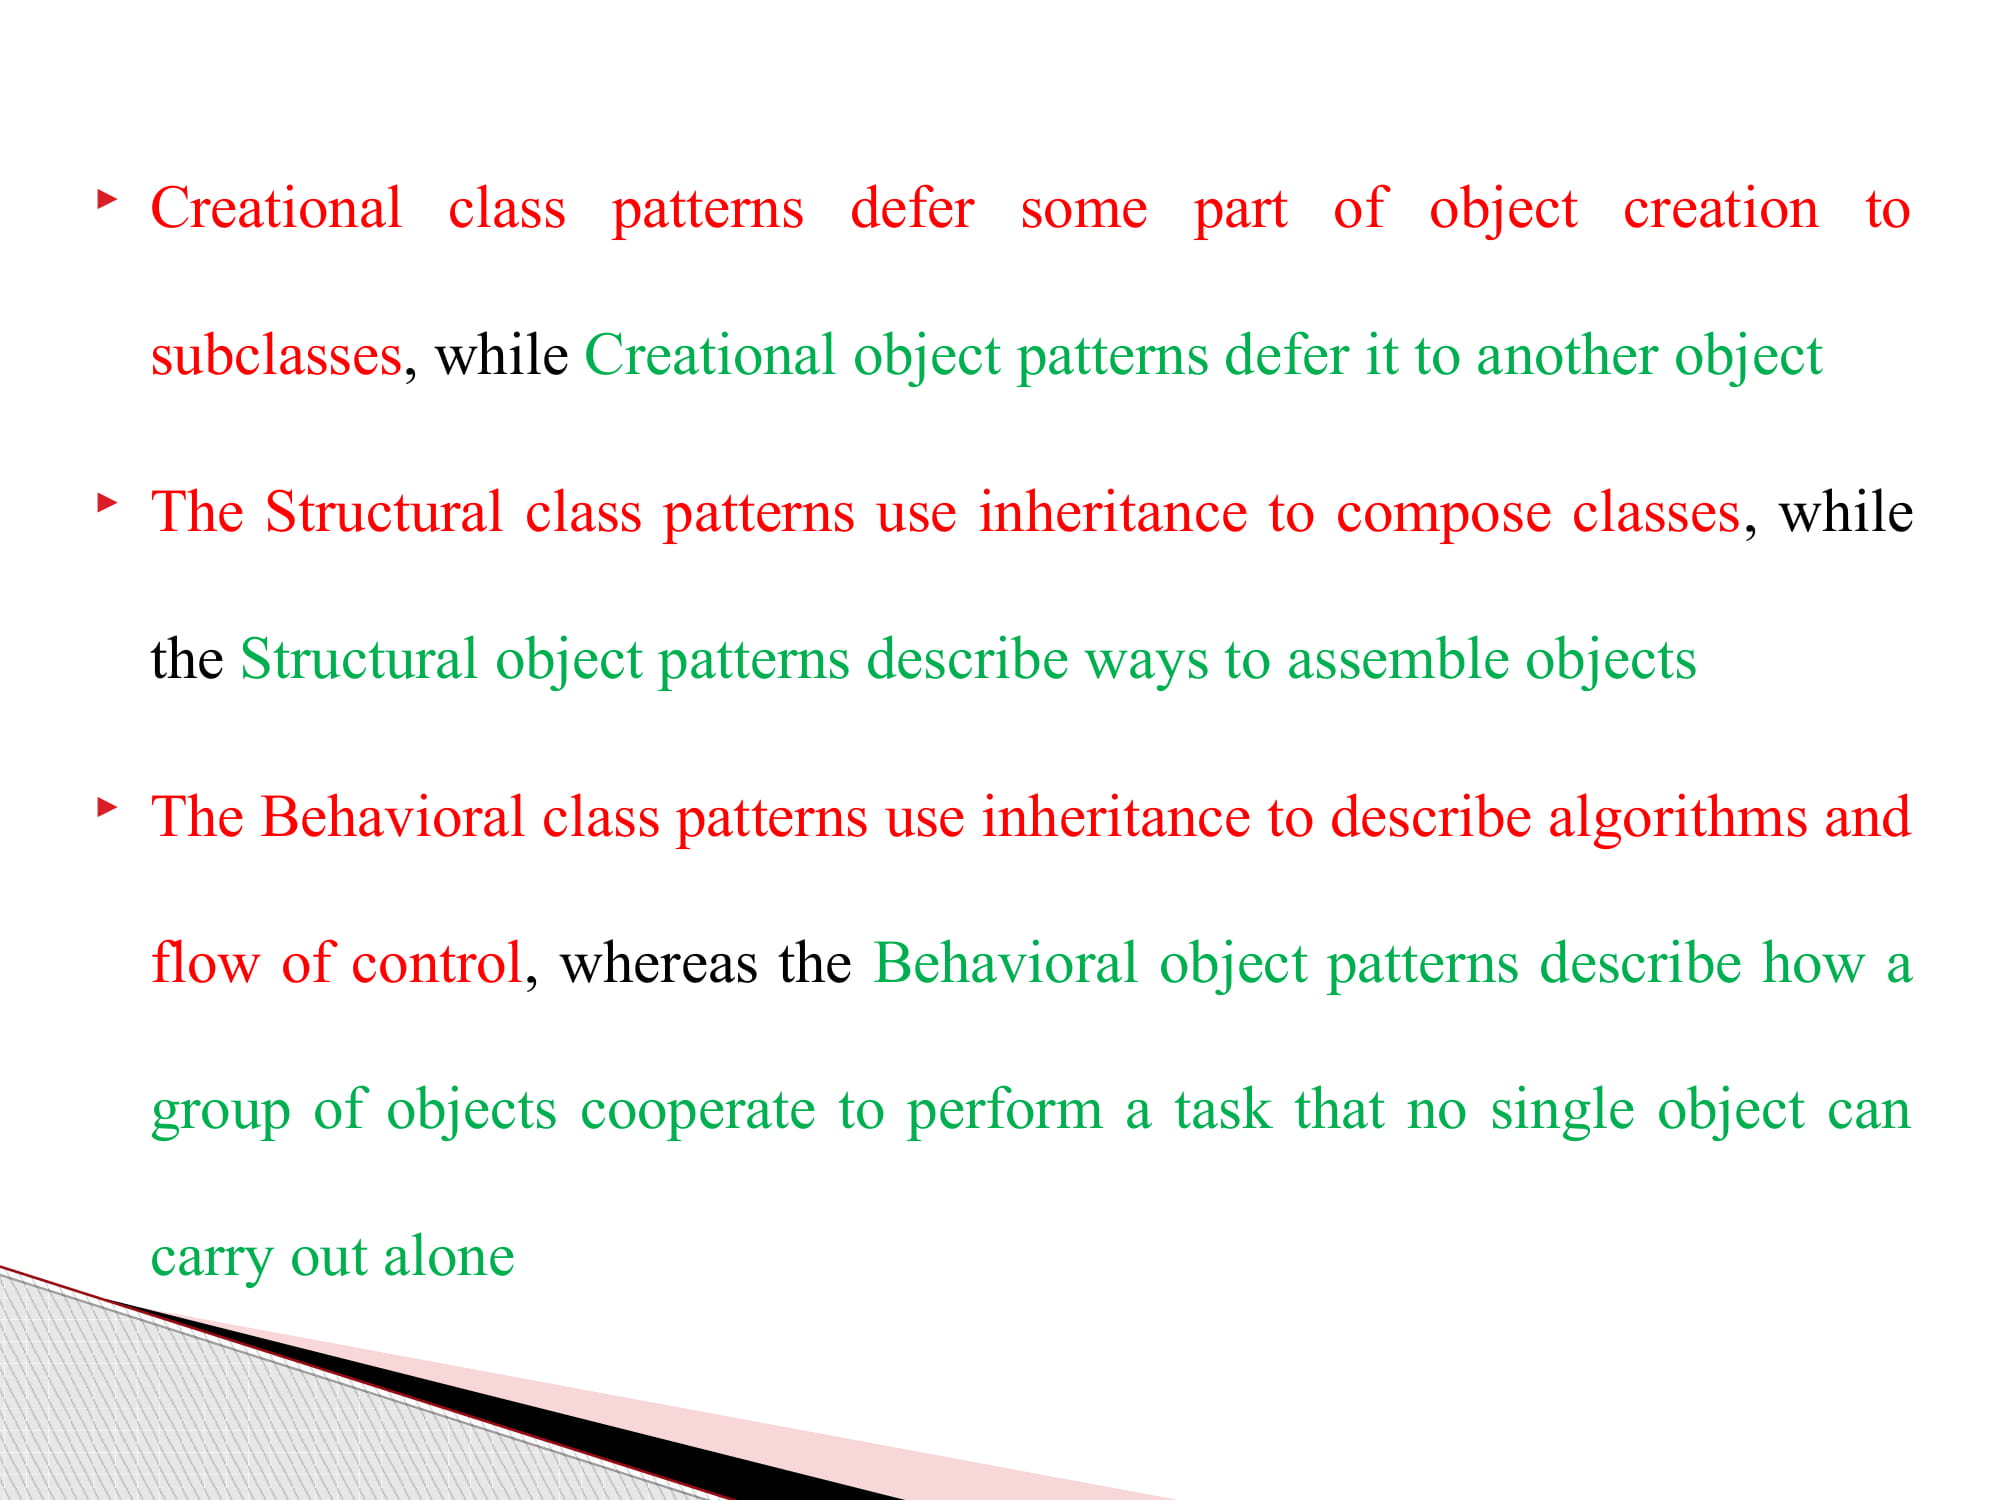 Creational class patterns defer some part of object creation to
subclasses, while Creational object patterns defer it to another object
The Structural class patterns use inheritance to compose classes, while
the Structural object patterns describe ways to assemble objects
The Behavioral class patterns use inheritance to describe algorithms and
flow of control, whereas the Behavioral object patterns describe how a
group of objects cooperate to perform a task that no single object can
carry out alone